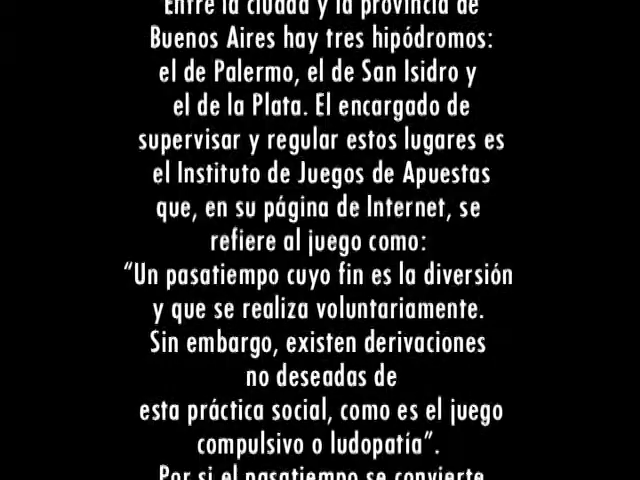 Entre la ciudad y la provincia de
Buenos Aires hay tres hipódromos:
el de Palermo, el de San Isidro y
el de la Plata. El encargado de
supervisar y regular estos lugares es
el Instituto de Juegos de Apuestas
que, en su página de Internet, se
refiere al juego como:
“Un pasatiempo cuyo fin es la diversión
y que se realiza voluntariamente.
Sin embargo, existen derivaciones
no deseadas de
esta práctica social, como es el juego
compulsivo o ludopatía”.
Por si el pasatiempo se convierte